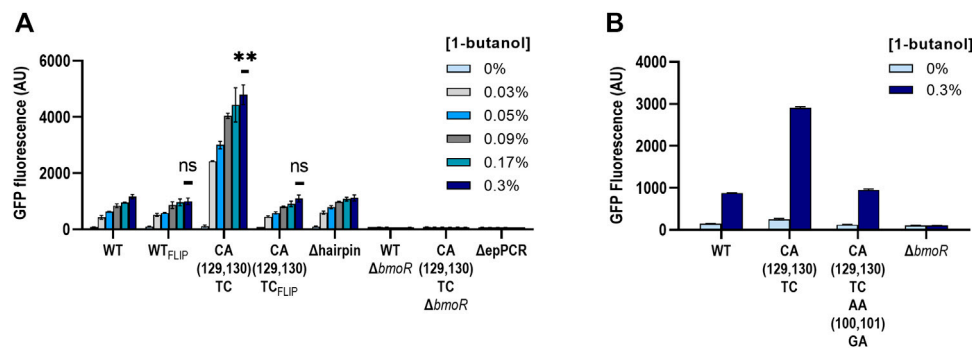 A
[1-butanol]
0%
0.03%
0.05%
0.09%
0.17%
0.3%
GFP fluorescence (AU)
6000
4000
2000
0
ns
**
ns
WT
WTFLIP
CA
(129,130)
TC
CA
(129,130)
TCFLIP
Δhairpin
WT
ΔbmoR
CA
(129,130)
TC
ΔbmoR
ΔepPCR
B
[1-butanol]
0%
0.3%
GFP Fluorescence (AU)
4000
3000
2000
1000
0
WT
CA
(129,130)
TC
CA
(129,130)
TC
AA
(100,101)
GA
ΔbmoR